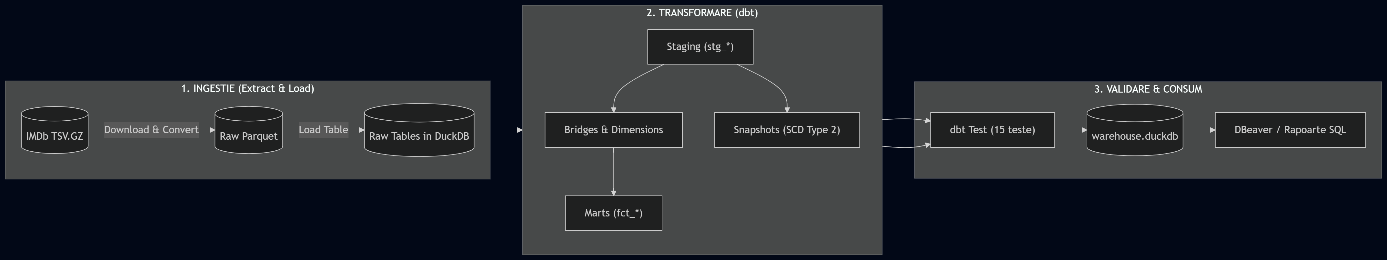 1. INGESTIE (Extract & Load)
IMDb TSV.GZ
Download & Convert
Raw Parquet
Load Table
Raw Tables in DuckDB
2. TRANSFORMARE (dbt)
Staging (stg_*)
Bridges & Dimensions
Snapshots (SCD Type 2)
Marts (fct_*)
3. VALIDARE & CONSUM
dbt Test (15 teste)
warehouse.duckdb
DBeaver / Rapoarte SQL